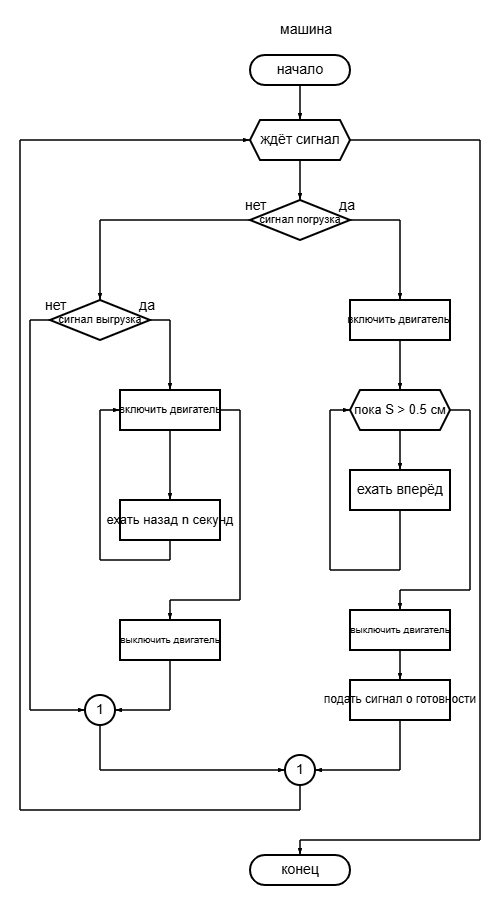 машина
начало
ждёт сигнал
нет
да
сигнал погрузка
нет
да
сигнал выгрузка
включить двигатель
включить двигатель
пока S > 0.5 см
ехать вперёд
ехать назад n секунд
выключить двигатель
выключить двигатель
подать сигнал о готовности
1
1
конец